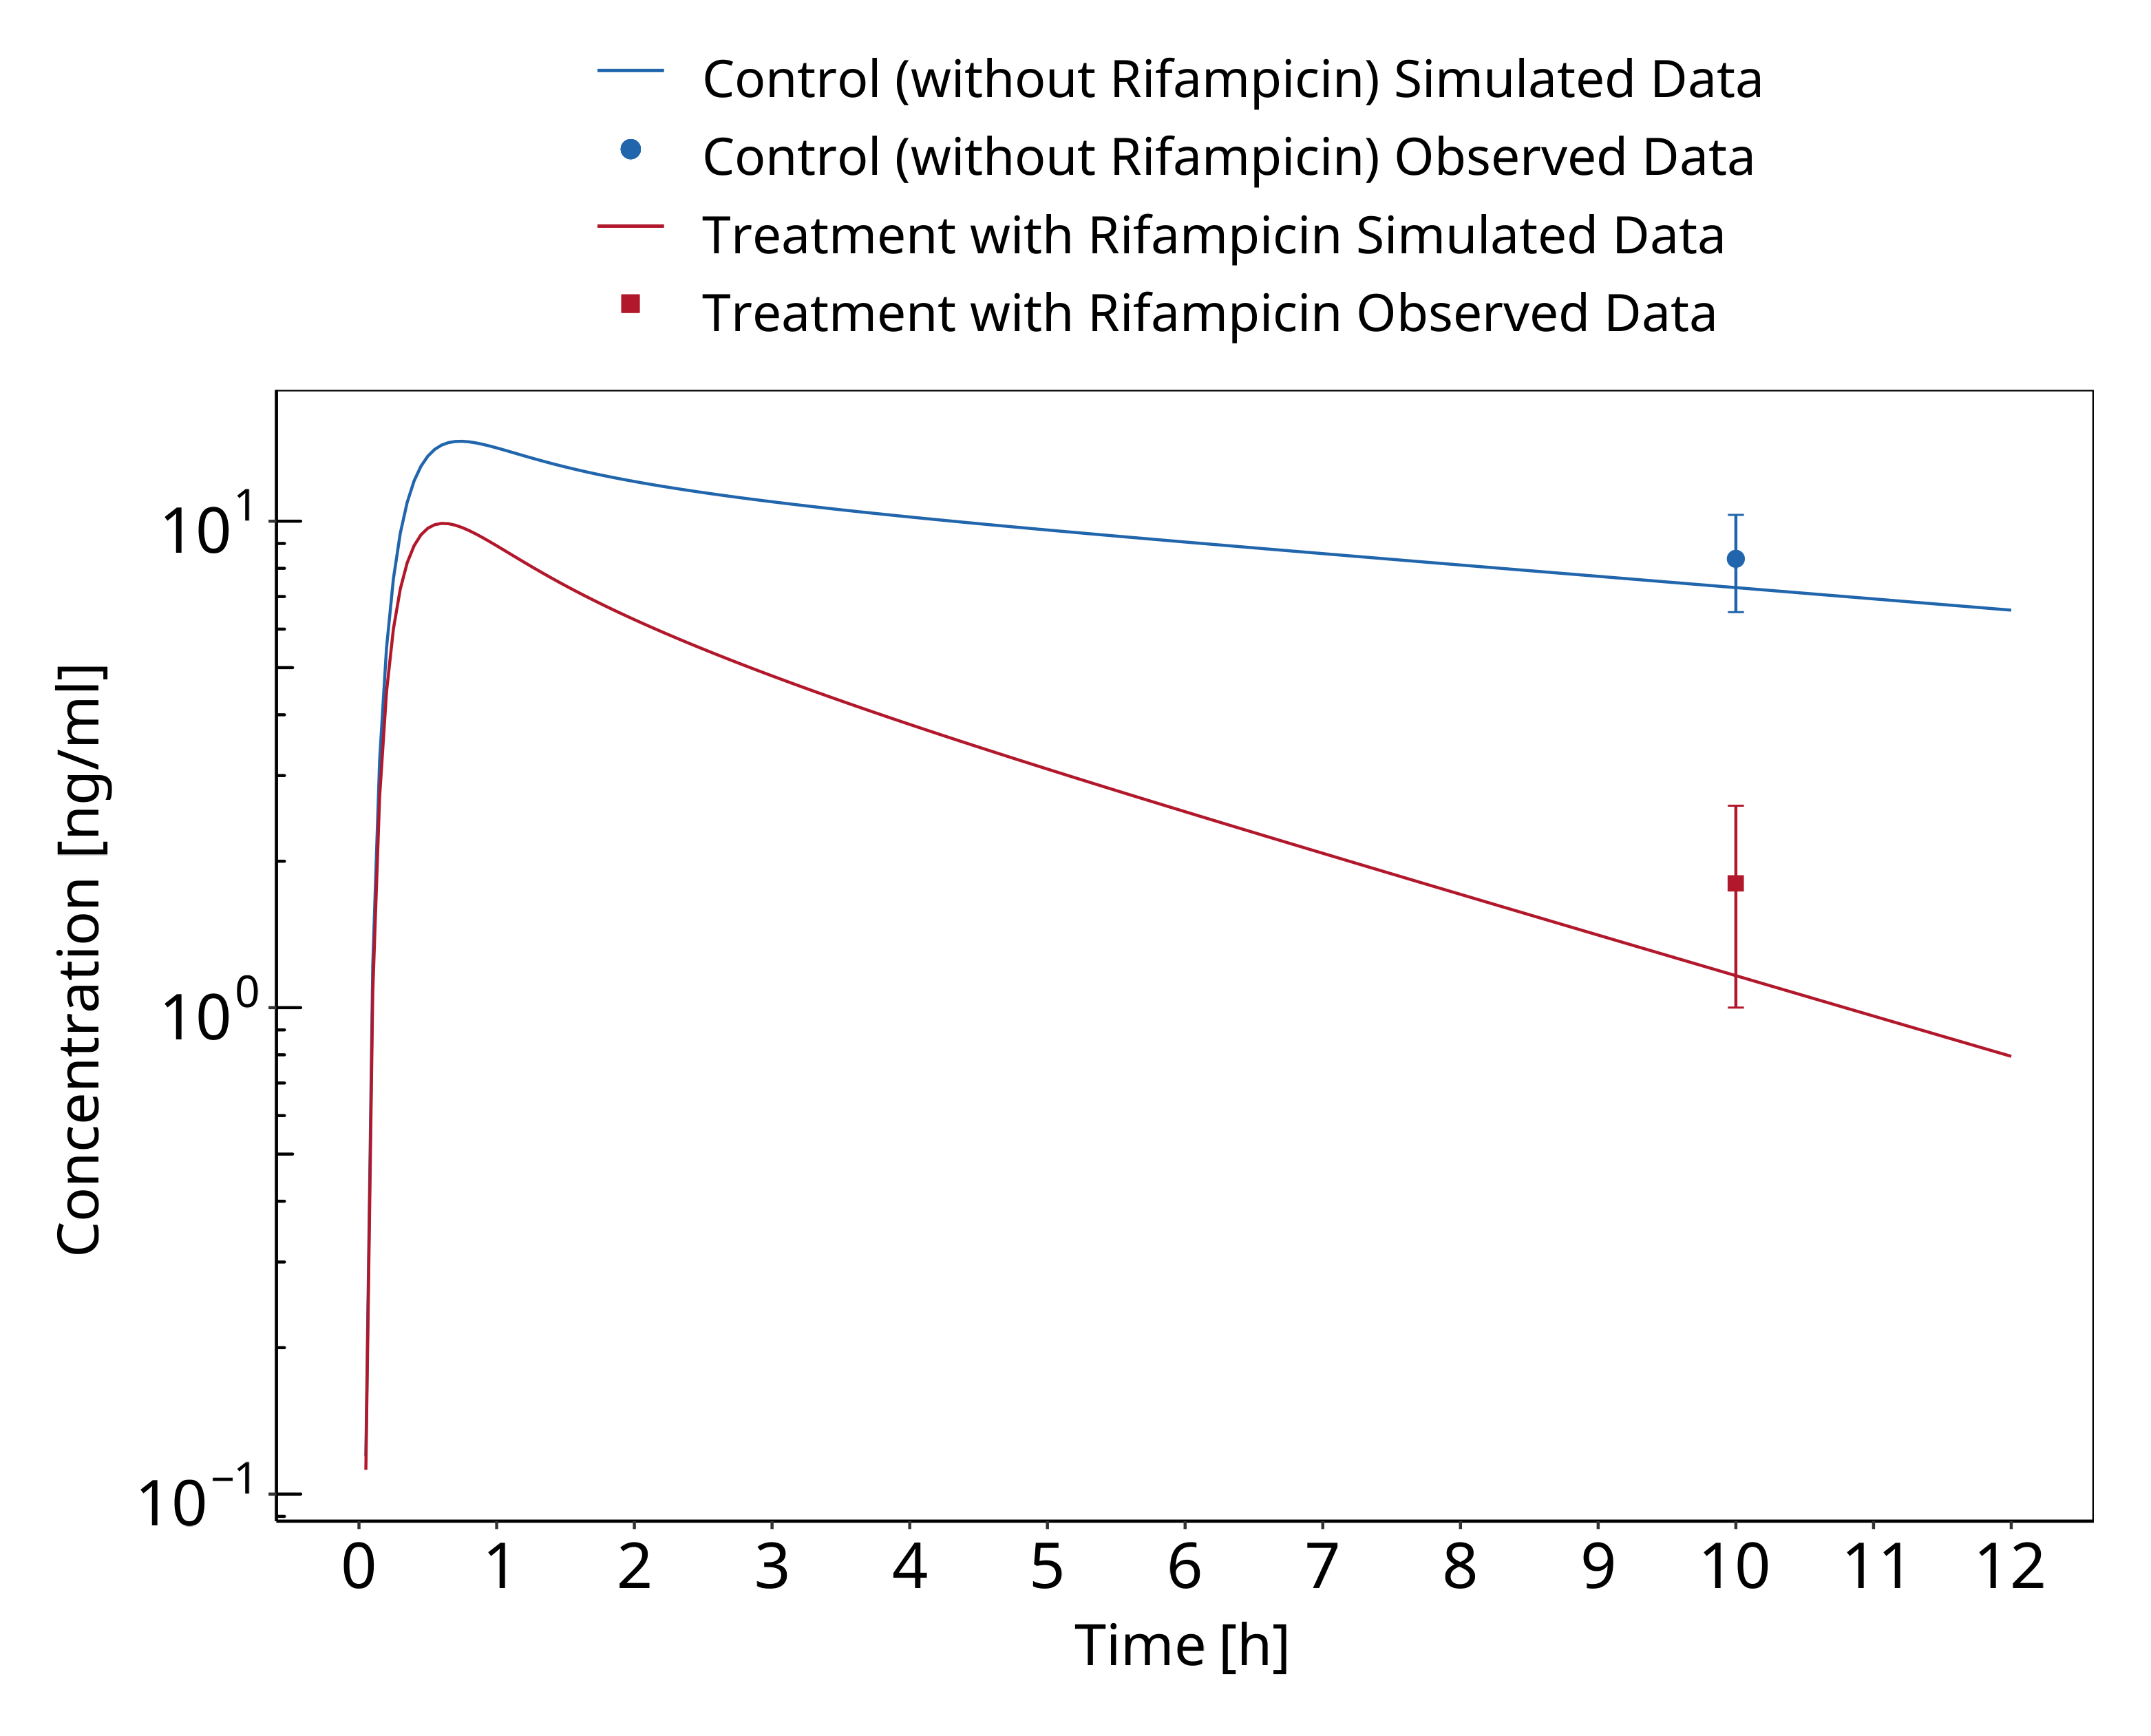 Control (without Rifampicin) Simulated Data
Control (without Rifampicin) Observed Data
Treatment with Rifampicin Simulated Data
Treatment with Rifampicin Observed Data
Concentration [ng/ml]
10¹
10⁰
10⁻¹
0 1 2 3 4 5 6 7 8 9 10 11 12
Time [h]